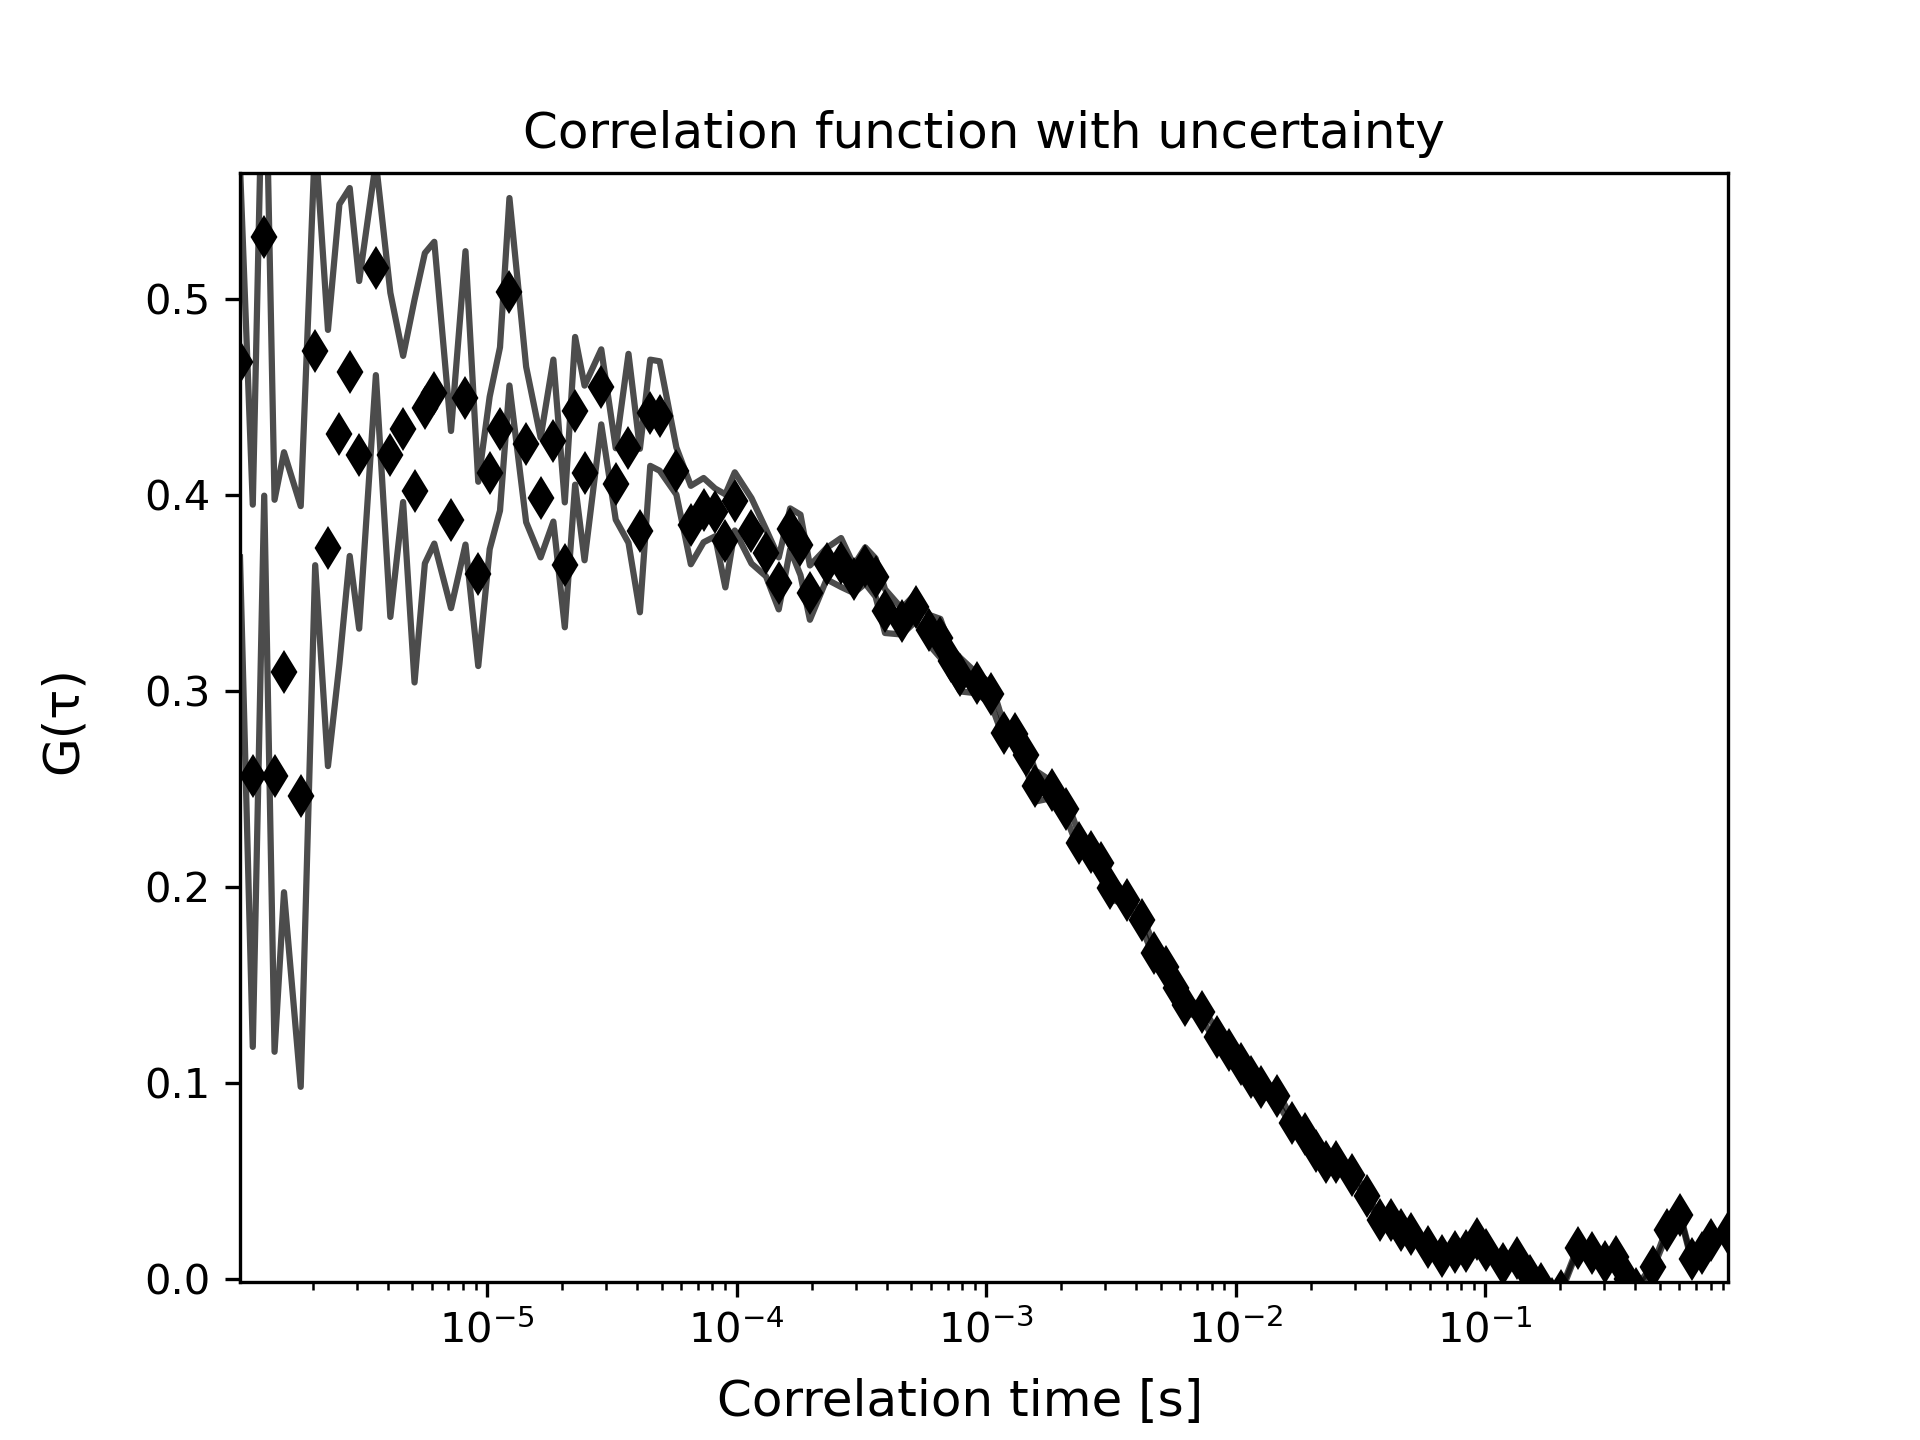 Correlation function with uncertainty
0.5
0.4
0.3
0.2
0.1
0.0
G(τ)
10⁻⁵ 10⁻⁴ 10⁻³ 10⁻² 10⁻¹
Correlation time [s]